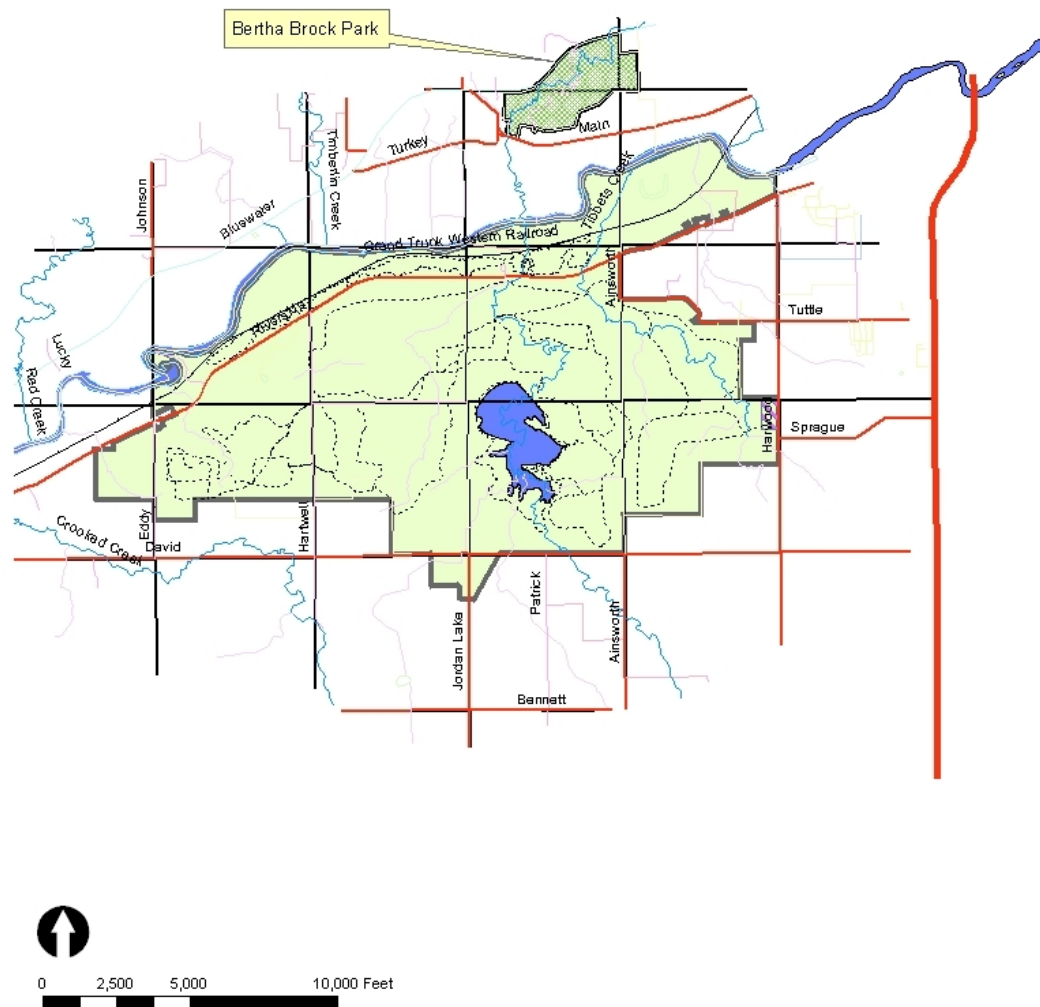 Bertha Brock Park
Main
Turkey
Timberlin Creek
Johnson
Bluewater
Tibbets Creek
Grand Trunk Western Railroad
Ainsworth
Riverside
Tuttle
Lucky
Red Creek
Harwood
Sprague
Eddy
Hartwell
Crooked Creek
David
Patrick
Ainsworth
Jordan Lake
Bennett
0 2,500 5,000 10,000 Feet